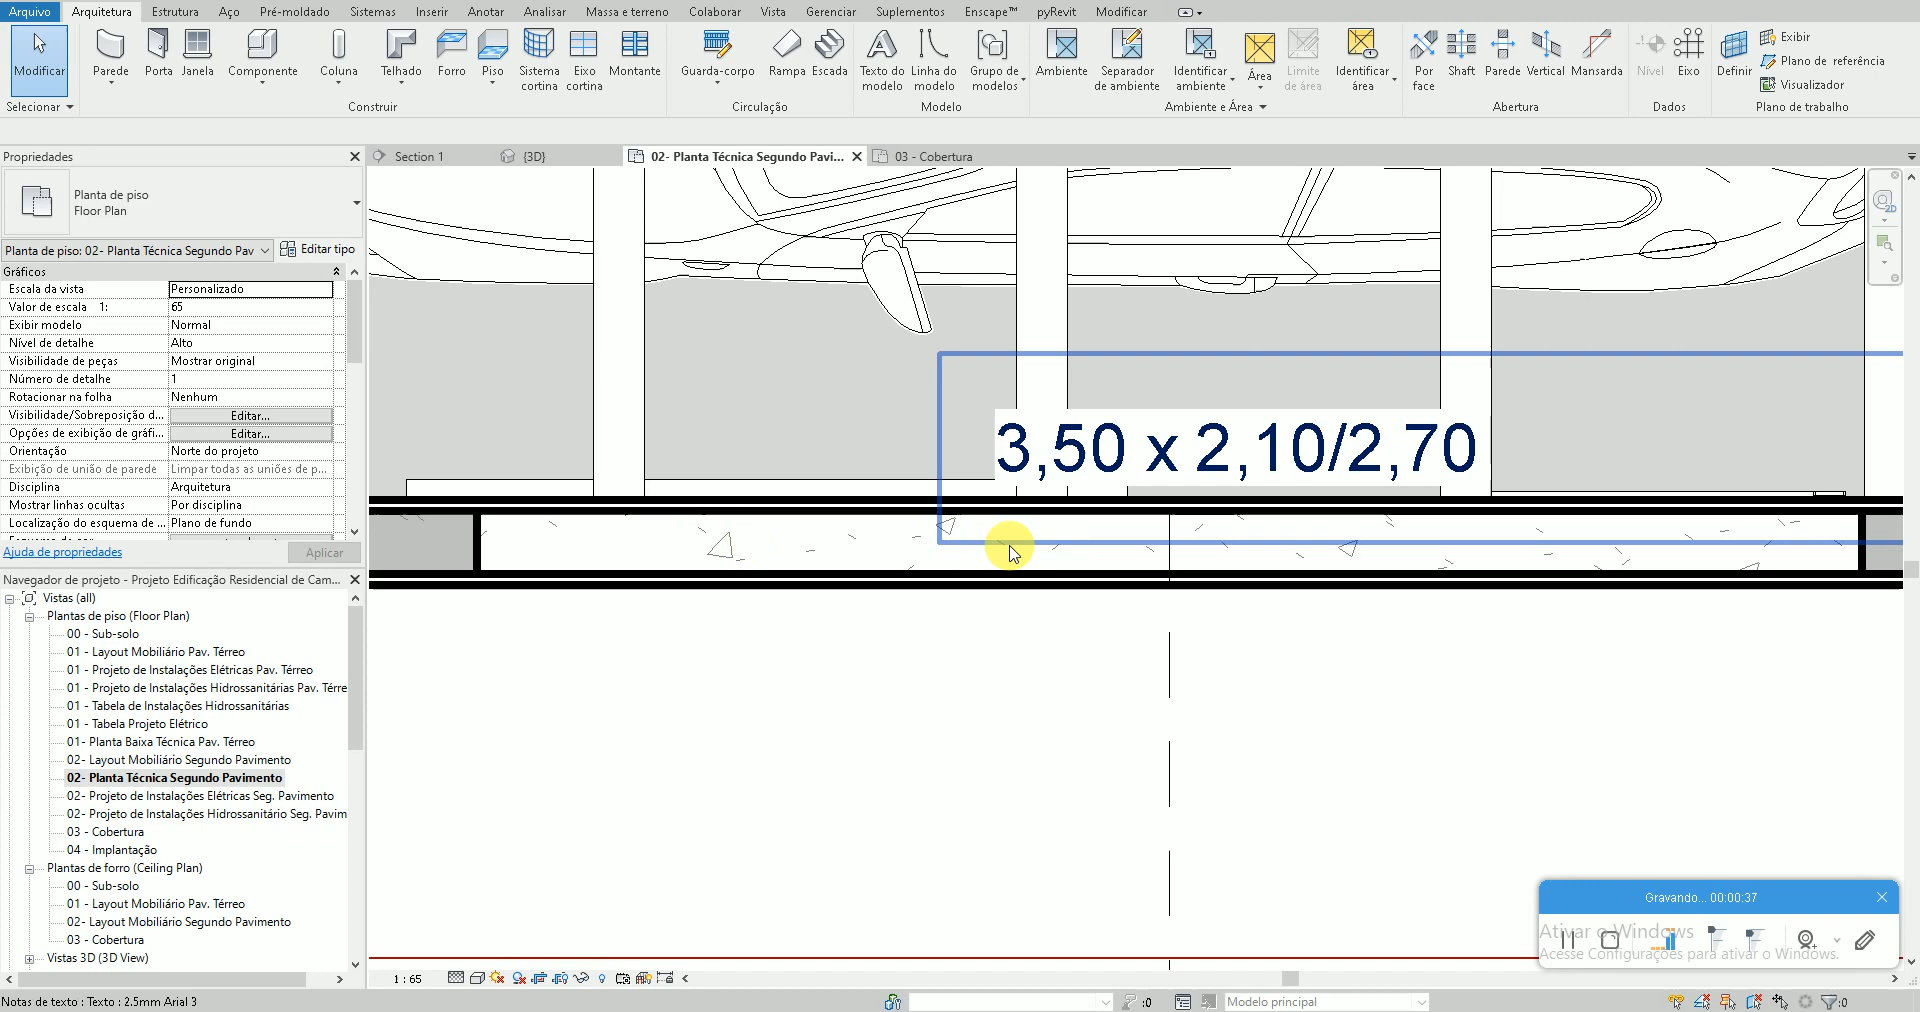 Arquivo Arquitetura Estrutura Aço Pré-moldado Sistemas Inserir Anotar Analisar Massa e terreno Colaborar Vista Gerenciar Suplementos Enscape™ pyRevit Modificar
Modificar Parede Porta Janela Componente Coluna Telhado Forro Piso Sistema cortina Eixo cortina Montante Guarda-corpo Rampa Escada Texto do modelo Linha do modelo Grupo de modelos Ambiente Separador de ambiente Identificar ambiente Área Limite de área Identificar área Por face Shaft Parede Vertical Mansarda Nível Eixo Definir Exibir
Plano de referência
Visualizador
Selecionar Construir Circulação Modelo Ambiente e Área Abertura Dados Plano de trabalho
Propriedades
Section 1 {3D} 02- Planta Técnica Segundo Pavi... 03 - Cobertura
Planta de piso
Floor Plan
Planta de piso: 02- Planta Técnica Segundo Pav Editar tipo
Gráficos
Escala da vista Personalizado
Valor de escala 1: 65
Exibir modelo Normal
Nível de detalhe Alto
Visibilidade de peças Mostrar original
Número de detalhe 1
Rotacionar na folha Nenhum
Visibilidade/Sobreposição d... Editar...
Opções de exibição de gráfi... Editar...
Orientação Norte do projeto
Exibição de união de parede Limpar todas as uniões de p...
Disciplina Arquitetura
Mostrar linhas ocultas Por disciplina
Localização do esquema de ... Plano de fundo
Ajuda de propriedades Aplicar
Navegador de projeto - Projeto Edificação Residencial de Cam...
Vistas (all)
Plantas de piso (Floor Plan)
00 - Sub-solo
01 - Layout Mobiliário Pav. Térreo
01 - Projeto de Instalações Elétricas Pav. Térreo
01 - Projeto de Instalações Hidrossanitárias Pav. Térre
01 - Tabela de Instalações Hidrossanitárias
01 - Tabela Projeto Elétrico
01- Planta Baixa Técnica Pav. Térreo
02- Layout Mobiliário Segundo Pavimento
02- Planta Técnica Segundo Pavimento
02- Projeto de Instalações Elétricas Seg. Pavimento
02- Projeto de Instalações Hidrossanitário Seg. Pavim
03 - Cobertura
04 - Implantação
Plantas de forro (Ceiling Plan)
00 - Sub-solo
01 - Layout Mobiliário Pav. Térreo
02- Layout Mobiliário Segundo Pavimento
03 - Cobertura
Vistas 3D (3D View)
3,50 x 2,10/2,70
2D
Gravando... 00:00:37
Ativar o Windows
Acesse Configurações para ativar o Windows.
1 : 65
Notas de texto : Texto : 2.5mm Arial 3
:0 Modelo principal :0